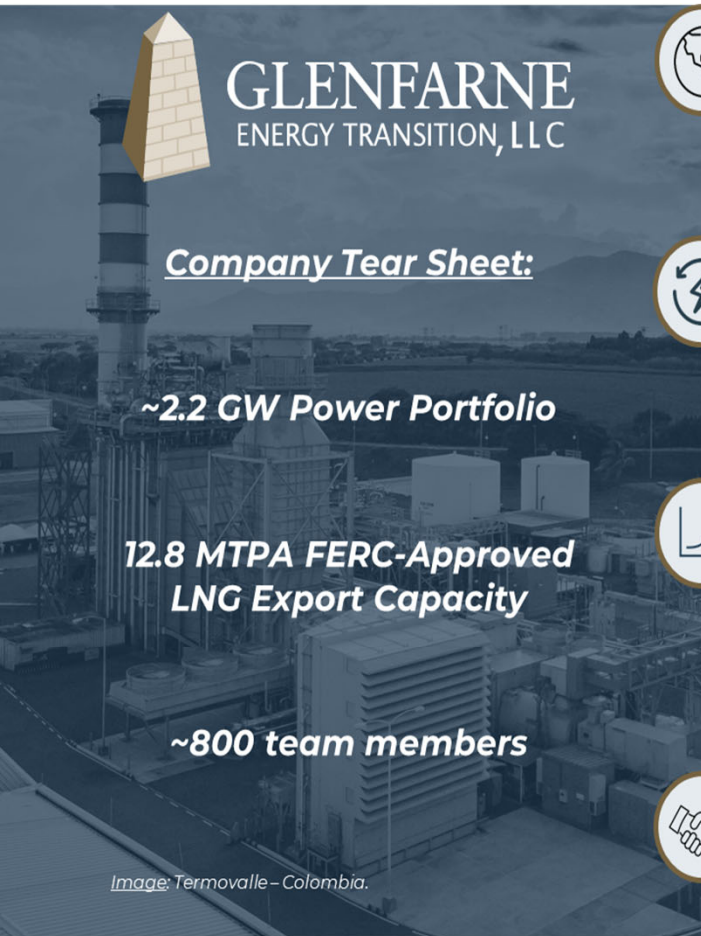 GLENFARNE
ENERGY TRANSITION, LLC
Company Tear Sheet:
~2.2 GW Power Portfolio
12.8 MTPA FERC-Approved
LNG Export Capacity
~800 team members
Image: Termovalle – Colombia.